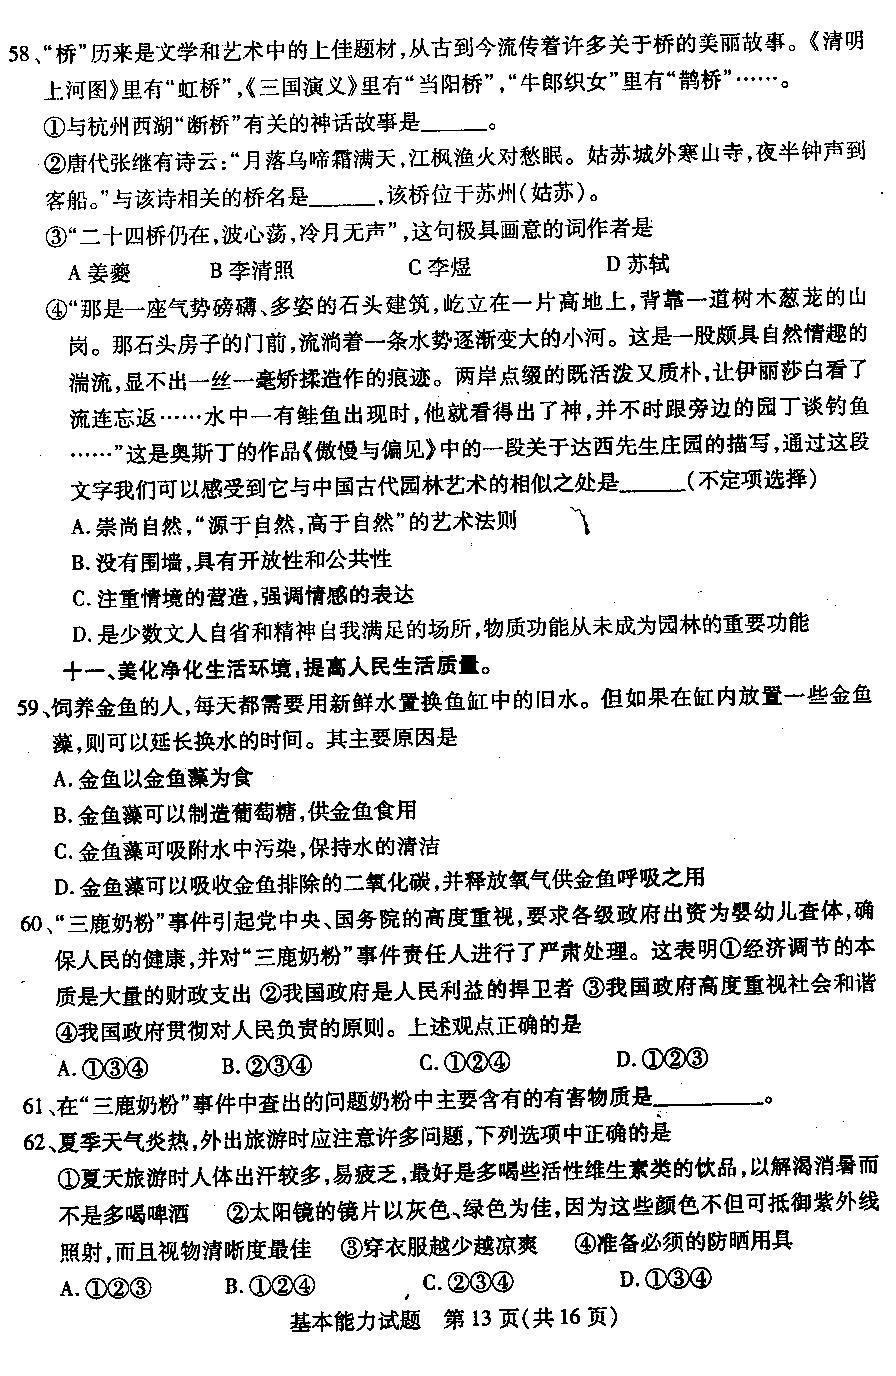 58、“桥”历来是文学和艺术中的上佳题材,从古到今流传着许多关于桥的美丽故事。《清明
上河图》里有“虹桥”,《三国演义》里有“当阳桥”,“牛郎织女”里有“鹊桥”……。
①与杭州西湖“断桥”有关的神话故事是______。
②唐代张继有诗云:“月落乌啼霜满天,江枫渔火对愁眠。姑苏城外寒山寺,夜半钟声到
客船。”与该诗相关的桥名是______,该桥位于苏州(姑苏)。
③“二十四桥仍在,波心荡,冷月无声”,这句极具画意的词作者是
A 姜夔 B 李清照 C 李煜 D 苏轼
④“那是一座气势磅礴、多姿的石头建筑,屹立在一片高地上,背靠一道树木葱茏的山
岗。那石头房子的门前,流淌着一条水势逐渐变大的小河。这是一股颇具自然情趣的
湍流,显不出一丝一毫矫揉造作的痕迹。两岸点缀的既活泼又质朴,让伊丽莎白看了
流连忘返……水中一有鲑鱼出现时,他就看得出了神,并不时跟旁边的园丁谈钓鱼
……”这是奥斯丁的作品《傲慢与偏见》中的一段关于达西先生庄园的描写,通过这段
文字我们可以感受到它与中国古代园林艺术的相似之处是______(不定项选择)
A. 崇尚自然,“源于自然,高于自然”的艺术法则
B. 没有围墙,具有开放性和公共性
C. 注重情境的营造,强调情感的表达
D. 是少数文人自省和精神自我满足的场所,物质功能从未成为园林的重要功能
十一、美化净化生活环境,提高人民生活质量。
59、饲养金鱼的人,每天都需要用新鲜水置换鱼缸中的旧水。但如果在缸内放置一些金鱼
藻,则可以延长换水的时间。其主要原因是
A. 金鱼以金鱼藻为食
B. 金鱼藻可以制造葡萄糖,供金鱼食用
C. 金鱼藻可吸附水中污染,保持水的清洁
D. 金鱼藻可以吸收金鱼排除的二氧化碳,并释放氧气供金鱼呼吸之用
60、“三鹿奶粉”事件引起党中央、国务院的高度重视,要求各级政府出资为婴幼儿查体,确
保人民的健康,并对“三鹿奶粉”事件责任人进行了严肃处理。这表明①经济调节的本
质是大量的财政支出 ②我国政府是人民利益的捍卫者 ③我国政府高度重视社会和谐
④我国政府贯彻对人民负责的原则。上述观点正确的是
A. ①③④ B. ②③④ C. ①②④ D. ①②③
61、在“三鹿奶粉”事件中查出的问题奶粉中主要含有的有害物质是__________。
62、夏季天气炎热,外出旅游时应注意许多问题,下列选项中正确的是
①夏天旅游时人体出汗较多,易疲乏,最好是多喝些活性维生素类的饮品,以解渴消暑而
不是多喝啤酒 ②太阳镜的镜片以灰色、绿色为佳,因为这些颜色不但可抵御紫外线
照射,而且视物清晰度最佳 ③穿衣服越少越凉爽 ④准备必须的防晒用具
A. ①②③ B. ①②④ C. ②③④ D. ①③④
基本能力试题 第13页(共16页)